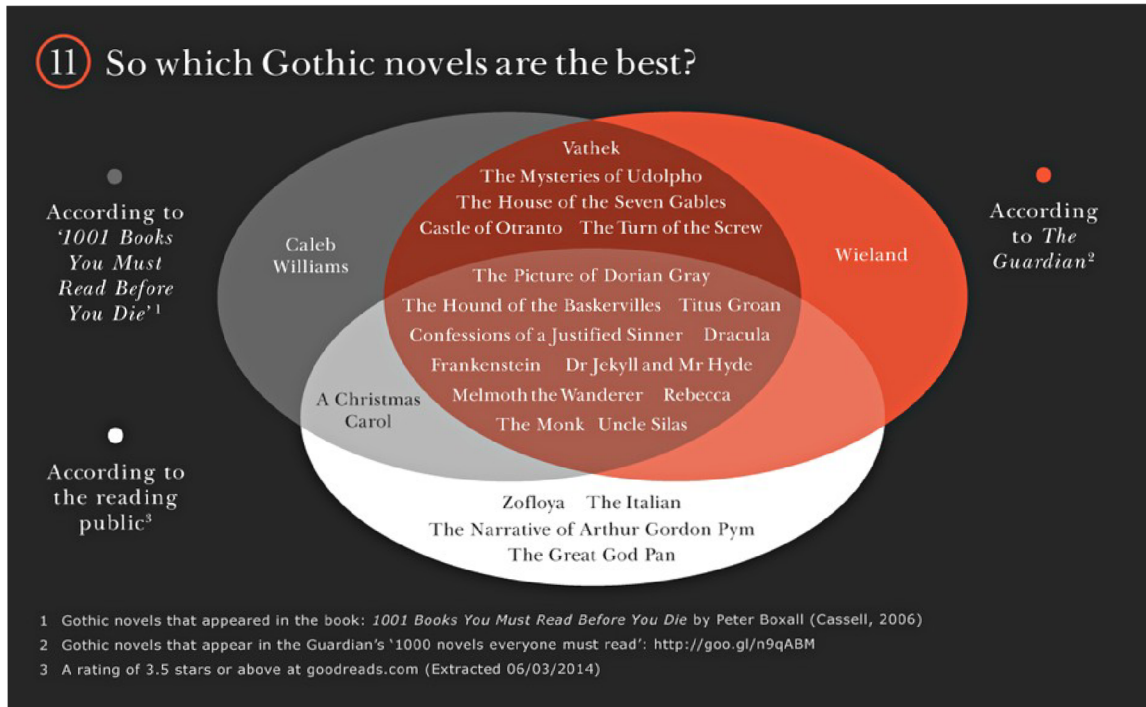 11 So which Gothic novels are the best?
According to
‘1001 Books
You Must
Read Before
You Die’1
According to
the reading
public3
Caleb
Williams
A Christmas
Carol
Vathek
The Mysteries of Udolpho
The House of the Seven Gables
Castle of Otranto The Turn of the Screw
The Picture of Dorian Gray
The Hound of the Baskervilles Titus Groan
Confessions of a Justified Sinner Dracula
Frankenstein Dr Jekyll and Mr Hyde
Melmoth the Wanderer Rebecca
The Monk Uncle Silas
Zofloya The Italian
The Narrative of Arthur Gordon Pym
The Great God Pan
Wieland
According
to The
Guardian2
1 Gothic novels that appeared in the book: 1001 Books You Must Read Before You Die by Peter Boxall (Cassell, 2006)
2 Gothic novels that appear in the Guardian’s ‘1000 novels everyone must read’: http://goo.gl/n9qABM
3 A rating of 3.5 stars or above at goodreads.com (Extracted 06/03/2014)